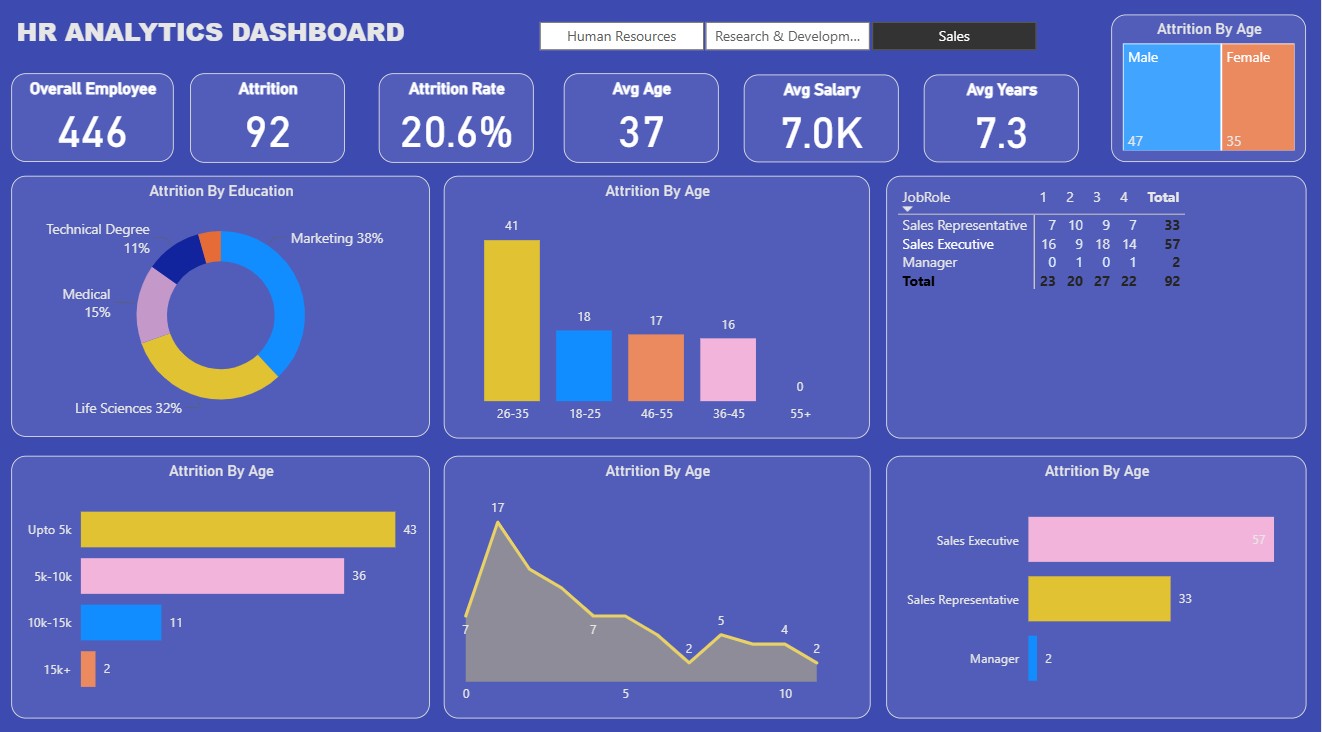 HR ANALYTICS DASHBOARD
Human Resources
Research & Developm...
Sales
Attrition By Age
Male
Female
47
35
Overall Employee
446
Attrition
92
Attrition Rate
20.6%
Avg Age
37
Avg Salary
7.0K
Avg Years
7.3
Attrition By Education
Technical Degree
11%
Marketing 38%
Medical
15%
Life Sciences 32%
Attrition By Age
41
18
17
16
0
26-35
18-25
46-55
36-45
55+
JobRole 1 2 3 4 Total
Sales Representative 7 10 9 7 33
Sales Executive 16 9 18 14 57
Manager 0 1 0 1 2
Total 23 20 27 22 92
Attrition By Age
Upto 5k 43
5k-10k 36
10k-15k 11
15k+ 2
Attrition By Age
17
7
7
2
5
4
2
0
5
10
Attrition By Age
Sales Executive 57
Sales Representative 33
Manager 2